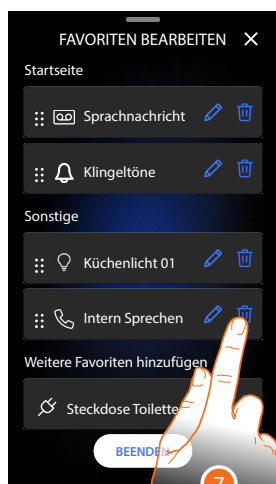 FAVORITEN BEARBEITEN
Startseite
Sprachnachricht
Klingeltöne
Sonstige
Küchenlicht 01
Intern Sprechen
Weitere Favoriten hinzufügen
Steckdose Toilette
BEENDEN
7